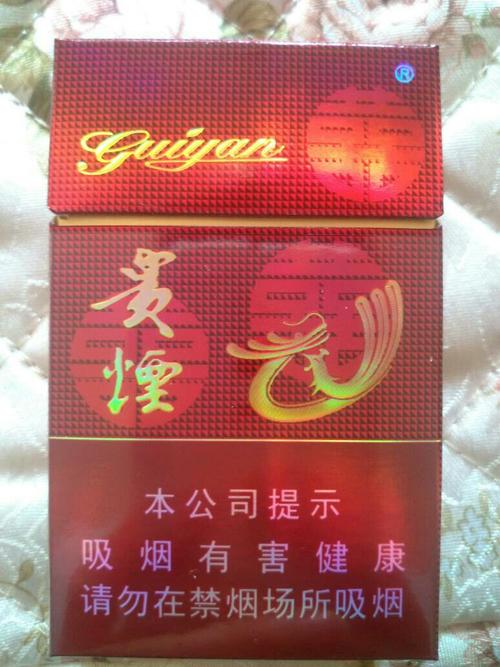 ®
Guiyan
贵
煙
本公司提示
吸烟有害健康
请勿在禁烟场所吸烟